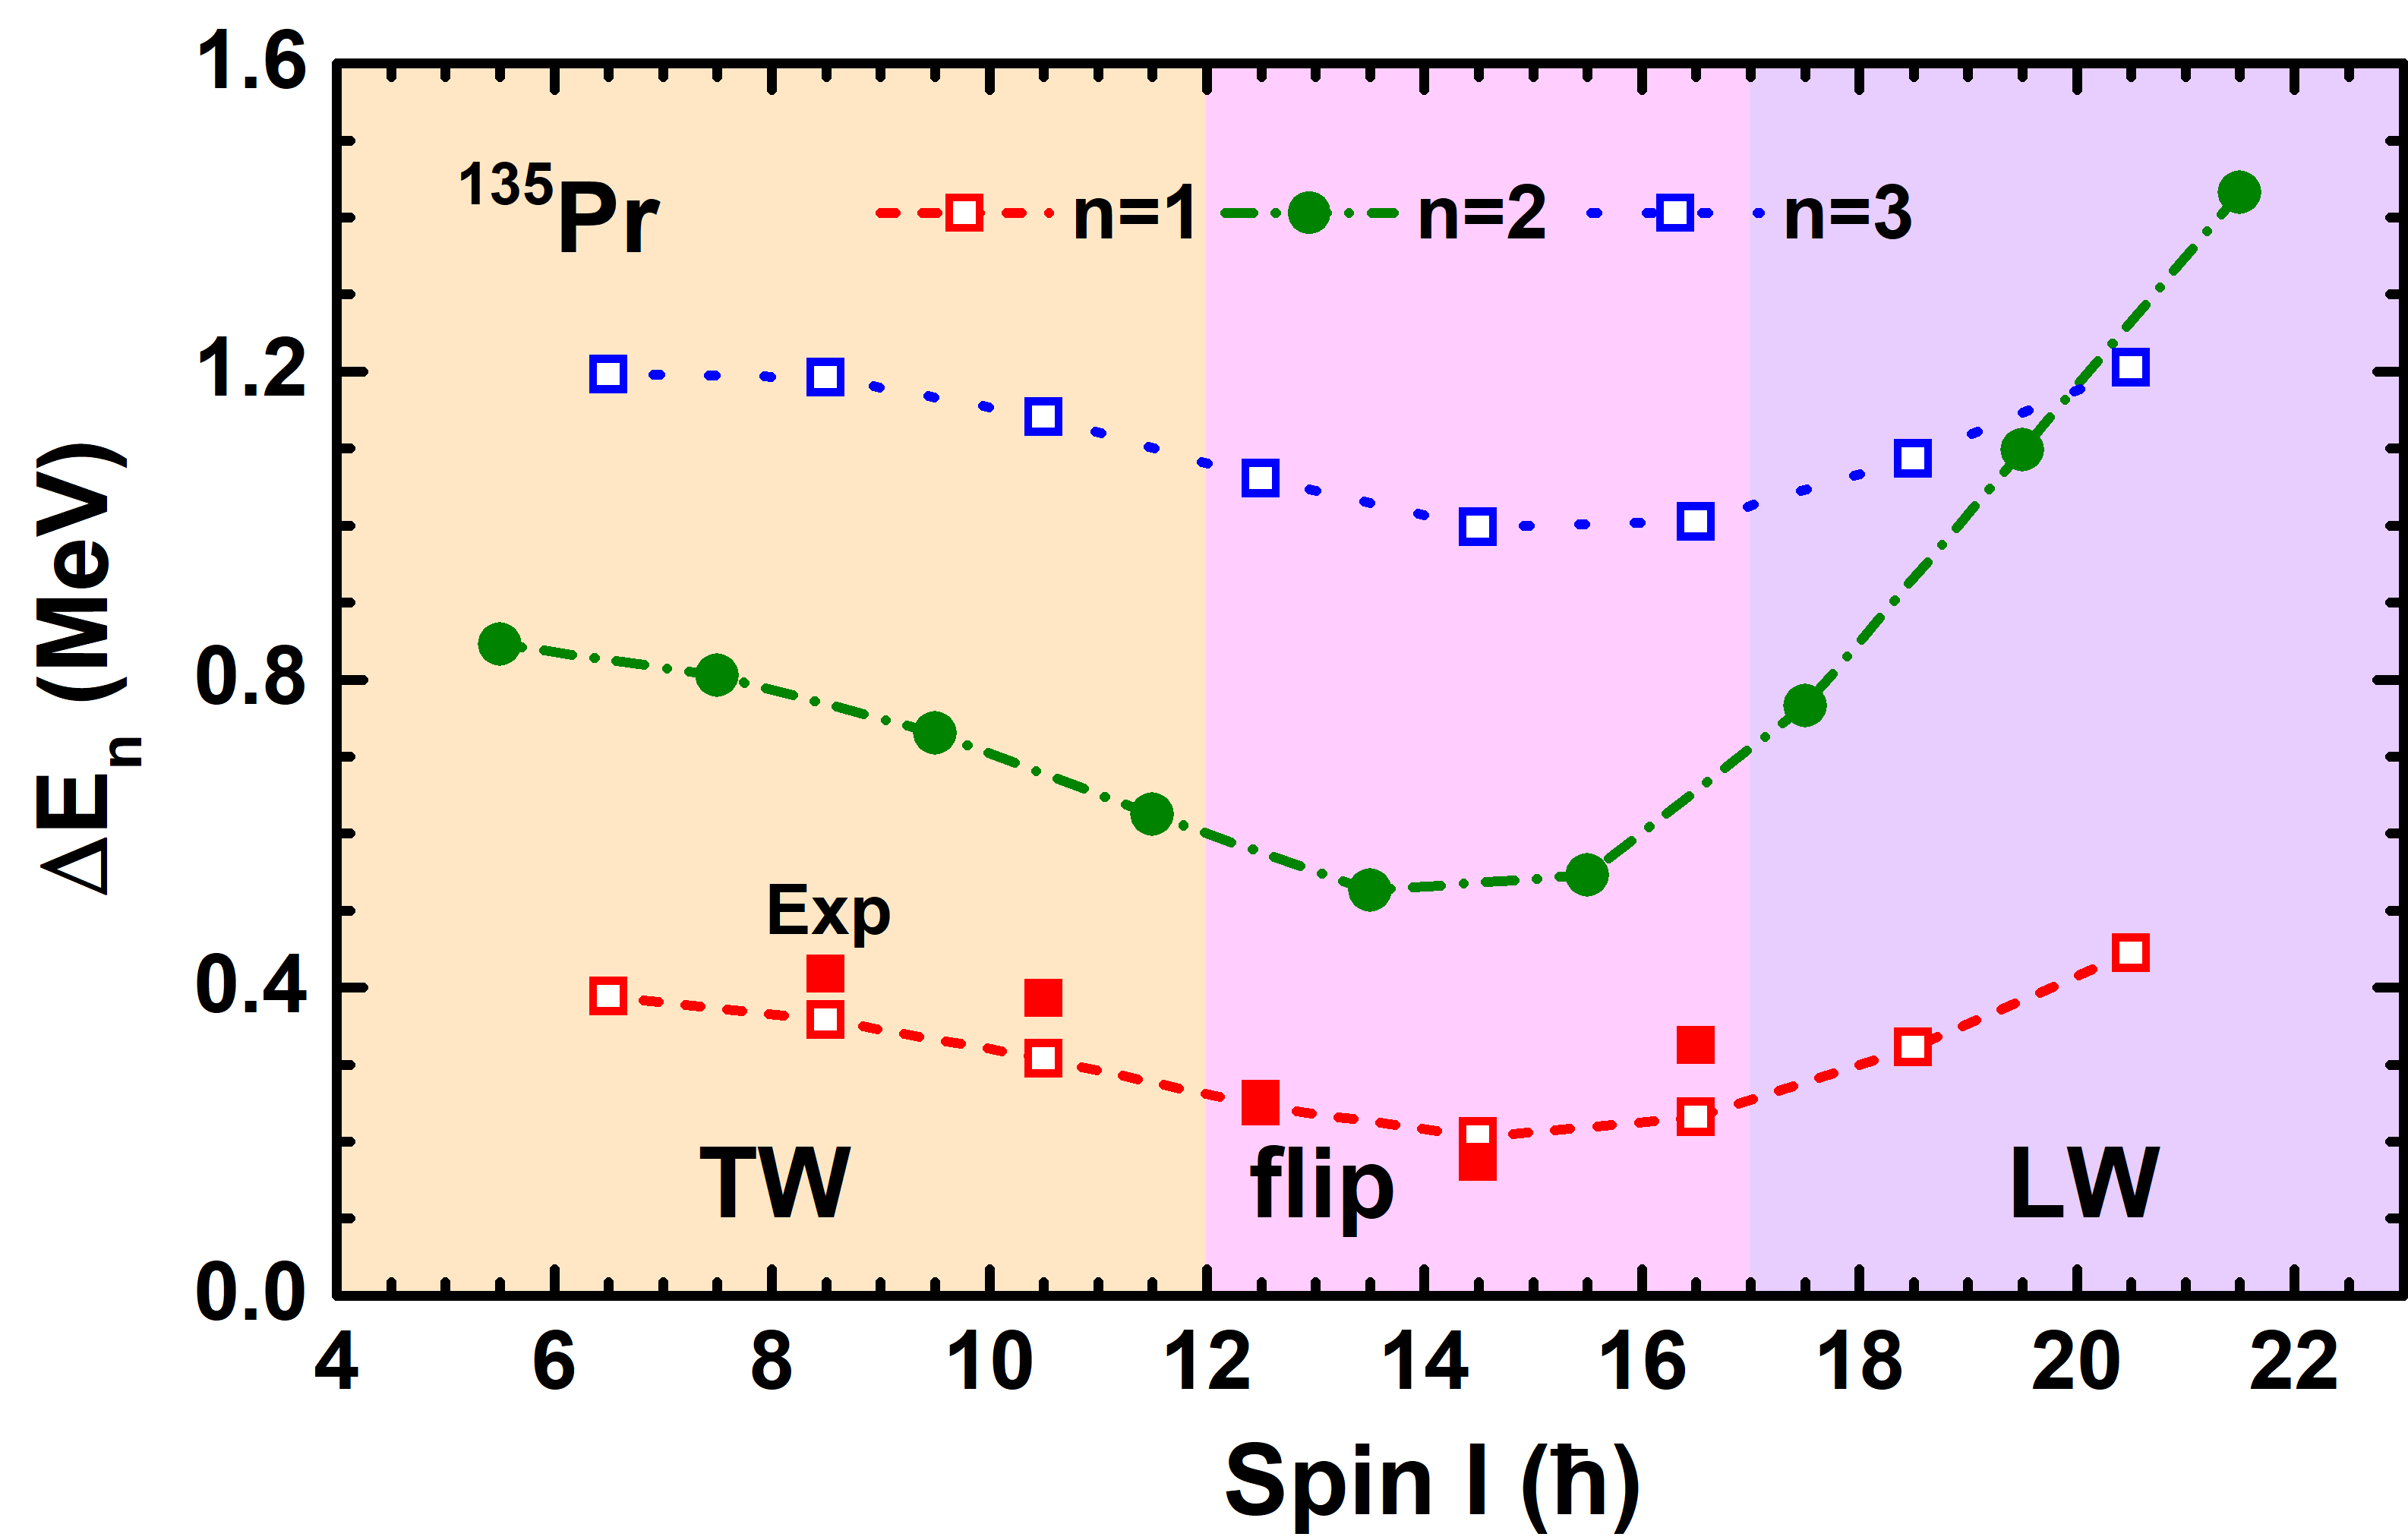 1.6
1.2
0.8
0.4
0.0
ΔEn (MeV)
135Pr
n=1
n=2
n=3
Exp
TW
flip
LW
4 6 8 10 12 14 16 18 20 22
Spin I (ħ)